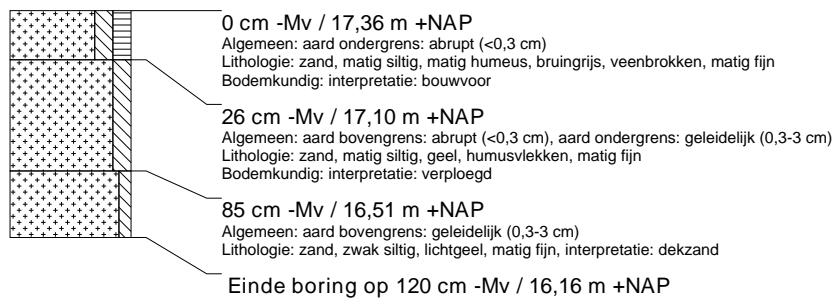 0 cm -Mv / 17,36 m +NAP
Algemeen: aard ondergrens: abrupt (<0,3 cm)
Lithologie: zand, matig siltig, matig humeus, bruingrijs, veenbrokken, matig fijn
Bodemkundig: interpretatie: bouwvoor
26 cm -Mv / 17,10 m +NAP
Algemeen: aard bovengrens: abrupt (<0,3 cm), aard ondergrens: geleidelijk (0,3-3 cm)
Lithologie: zand, matig siltig, geel, humusvlekken, matig fijn
Bodemkundig: interpretatie: verploegd
85 cm -Mv / 16,51 m +NAP
Algemeen: aard bovengrens: geleidelijk (0,3-3 cm)
Lithologie: zand, zwak siltig, lichtgeel, matig fijn, interpretatie: dekzand
Einde boring op 120 cm -Mv / 16,16 m +NAP